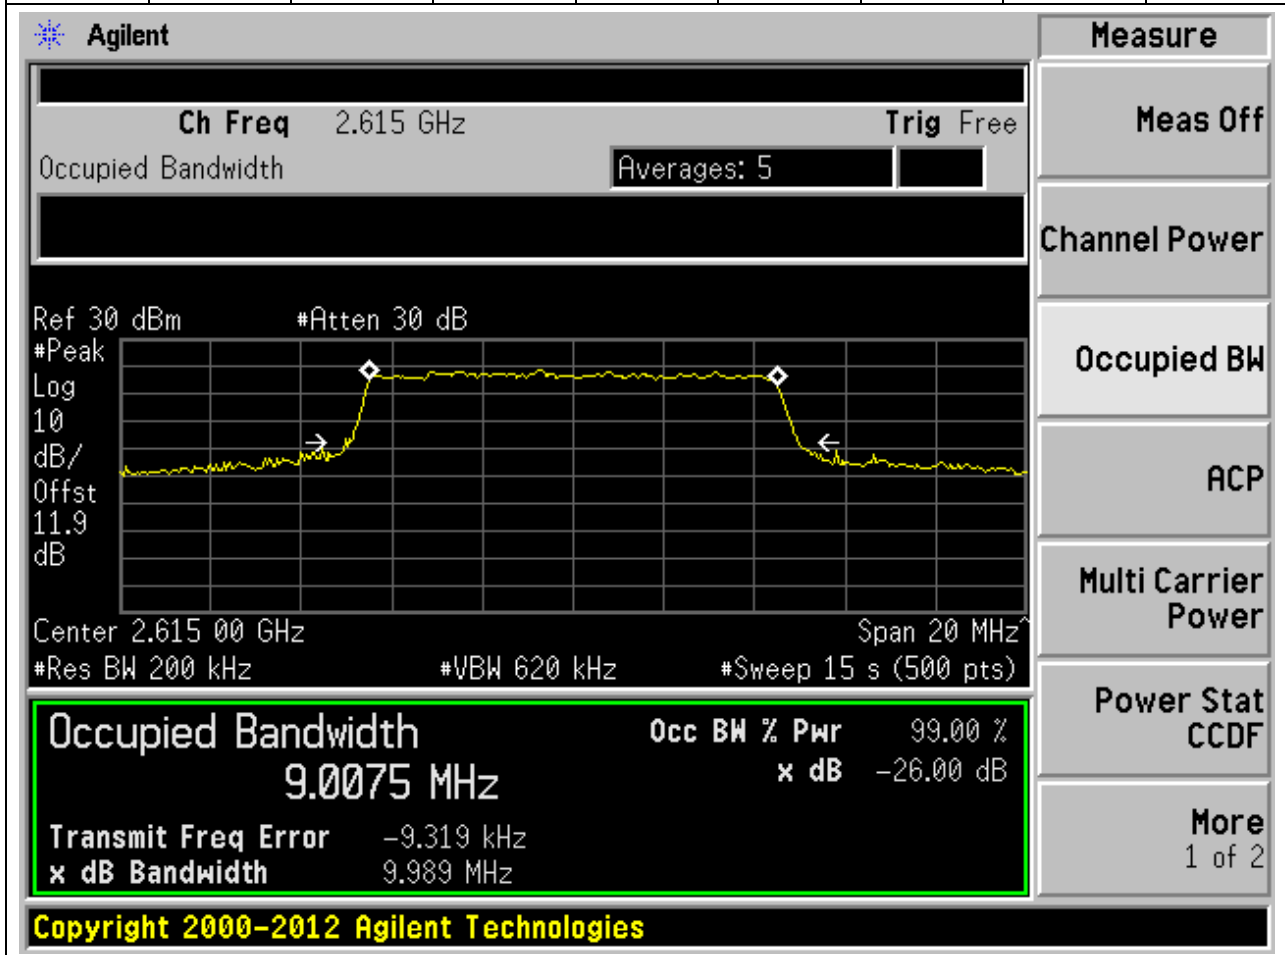 Agilent
Measure
Ch Freq 2.615 GHz Trig Free
Meas Off
Occupied Bandwidth Averages: 5
Channel Power
Ref 30 dBm #Atten 30 dB
#Peak
Log
10
dB/
Offst
11.9
dB
Occupied BW
ACP
Multi Carrier
Power
Center 2.615 00 GHz Span 20 MHz^
#Res BW 200 kHz #VBW 620 kHz #Sweep 15 s (500 pts)
Power Stat
CCDF
Occupied Bandwidth Occ BW % Pwr 99.00 %
9.0075 MHz x dB -26.00 dB
Transmit Freq Error -9.319 kHz
x dB Bandwidth 9.989 MHz
More
1 of 2
Copyright 2000-2012 Agilent Technologies